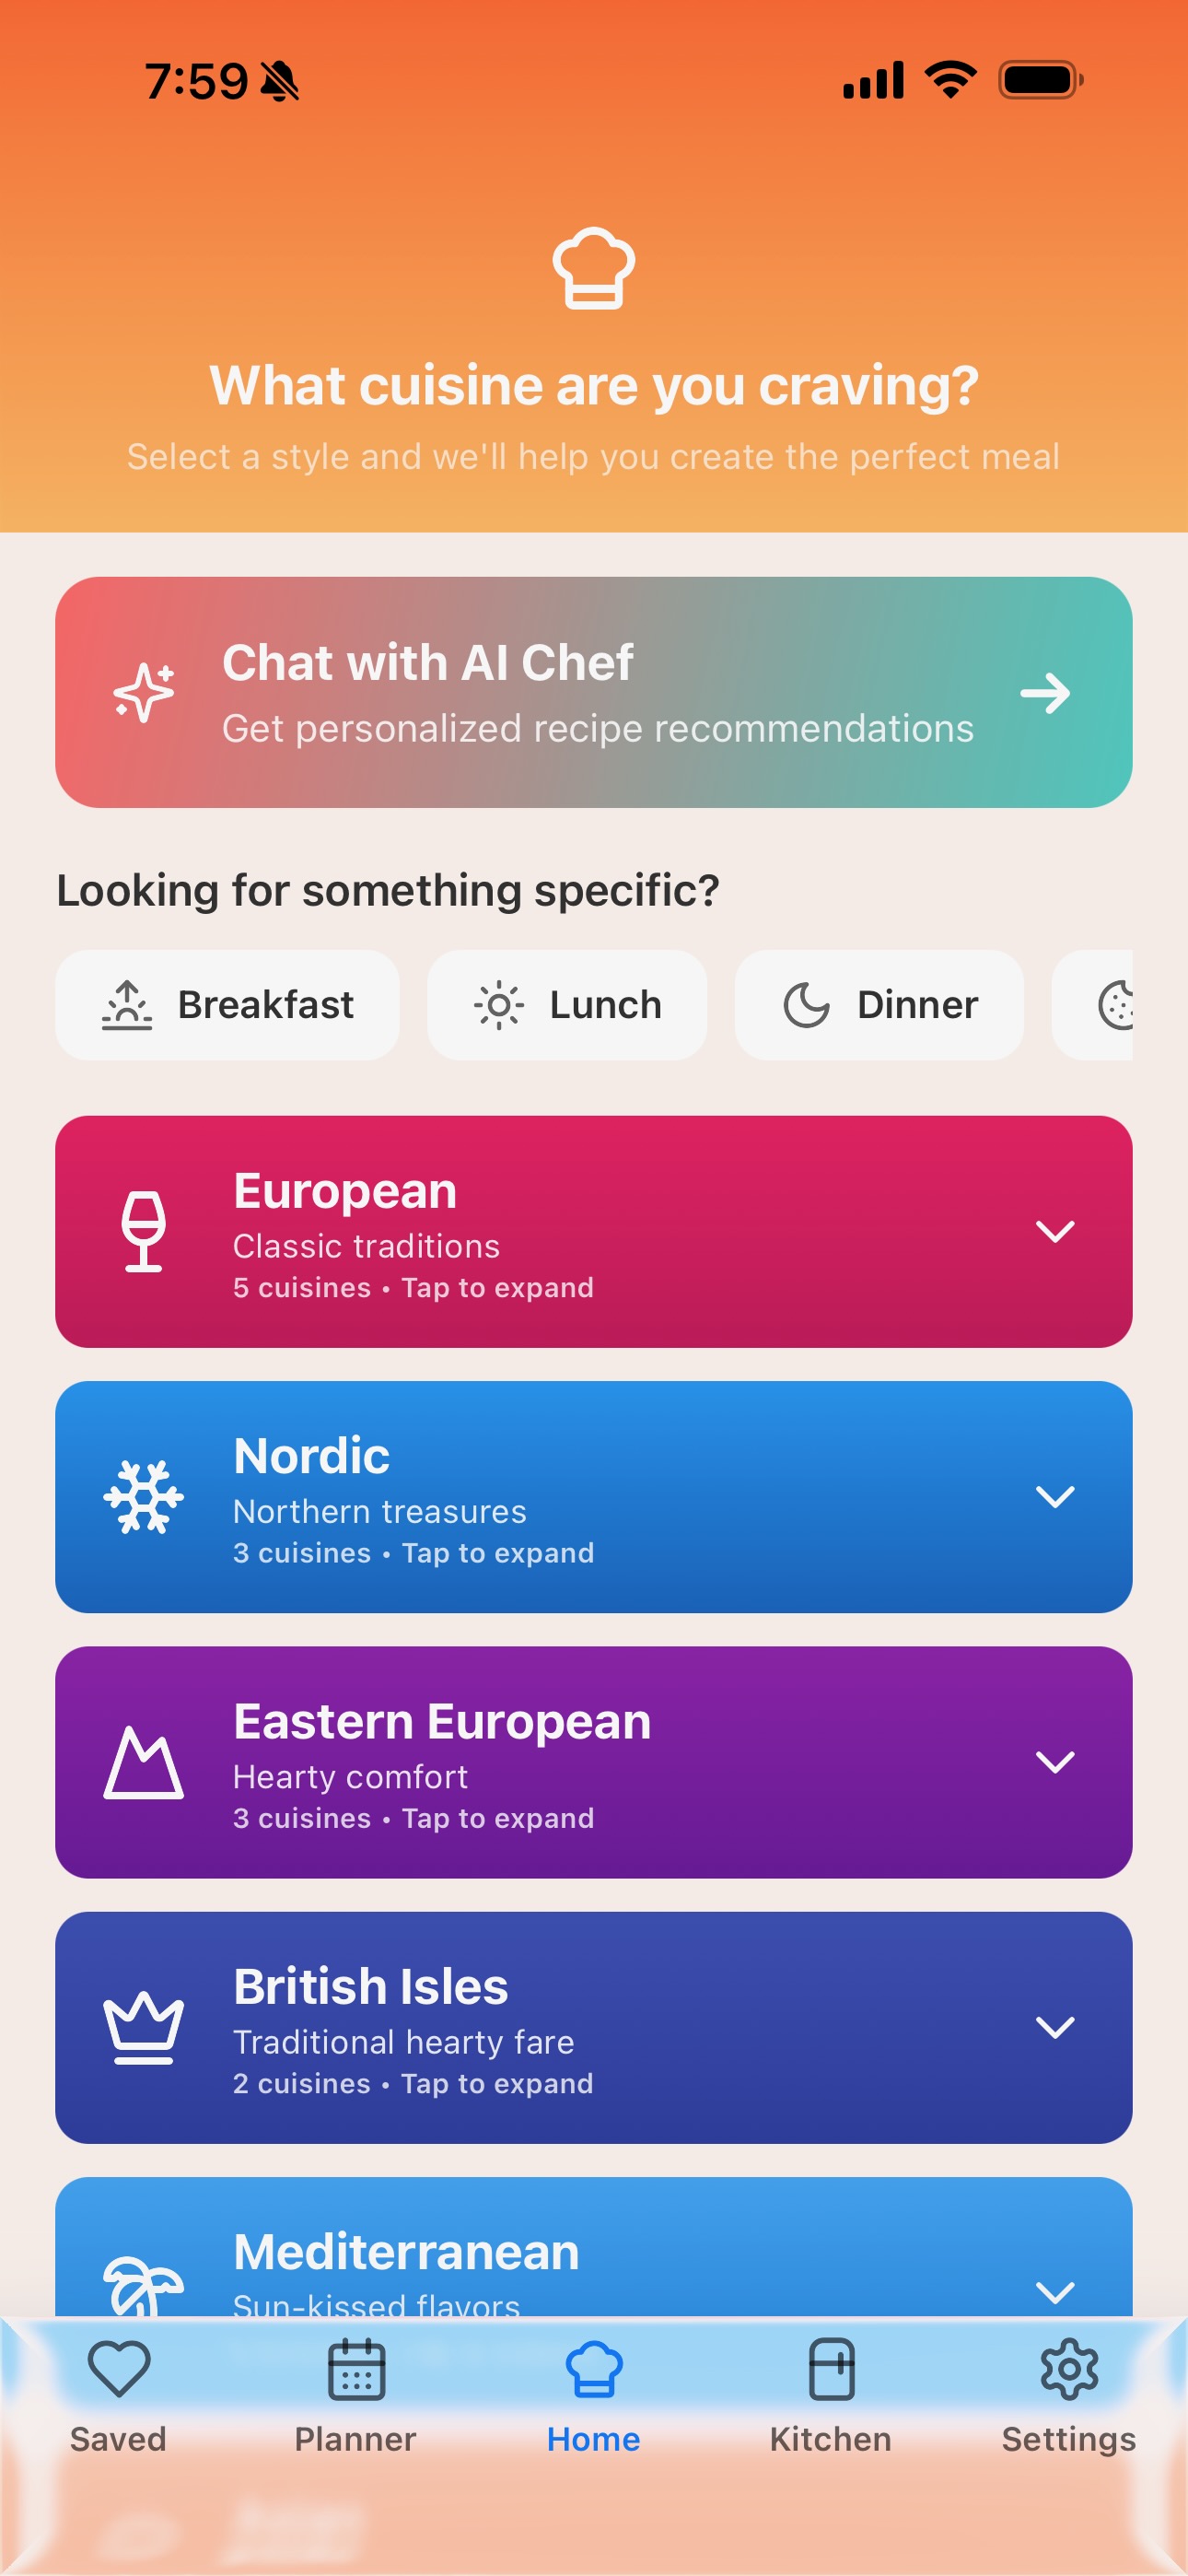 7:59
What cuisine are you craving?
Select a style and we'll help you create the perfect meal
Chat with AI Chef
Get personalized recipe recommendations
Looking for something specific?
Breakfast
Lunch
Dinner
European
Classic traditions
5 cuisines • Tap to expand
Nordic
Northern treasures
3 cuisines • Tap to expand
Eastern European
Hearty comfort
3 cuisines • Tap to expand
British Isles
Traditional hearty fare
2 cuisines • Tap to expand
Mediterranean
Sun-kissed flavors
Saved
Planner
Home
Kitchen
Settings